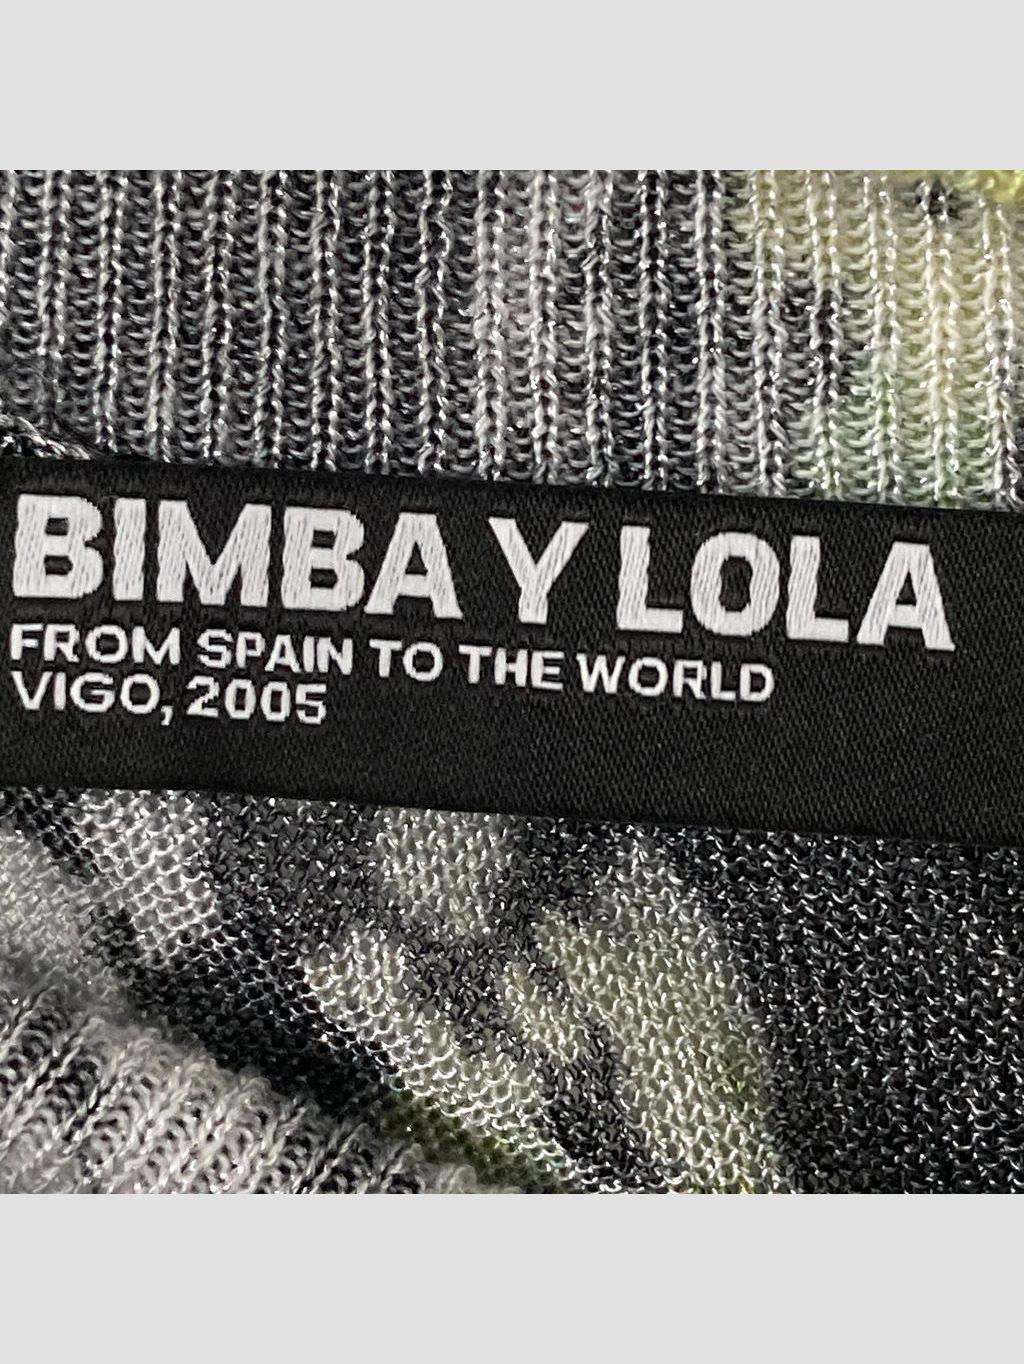 BIMBA Y LOLA
FROM SPAIN TO THE WORLD
VIGO, 2005